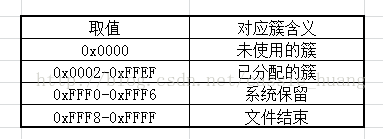 取值 对应簇含义
0x0000 未使用的簇
0x0002-0xFFEF 已分配的簇
0xFFF0-0xFFF6 系统保留
0xFFF8-0xFFFF 文件结束